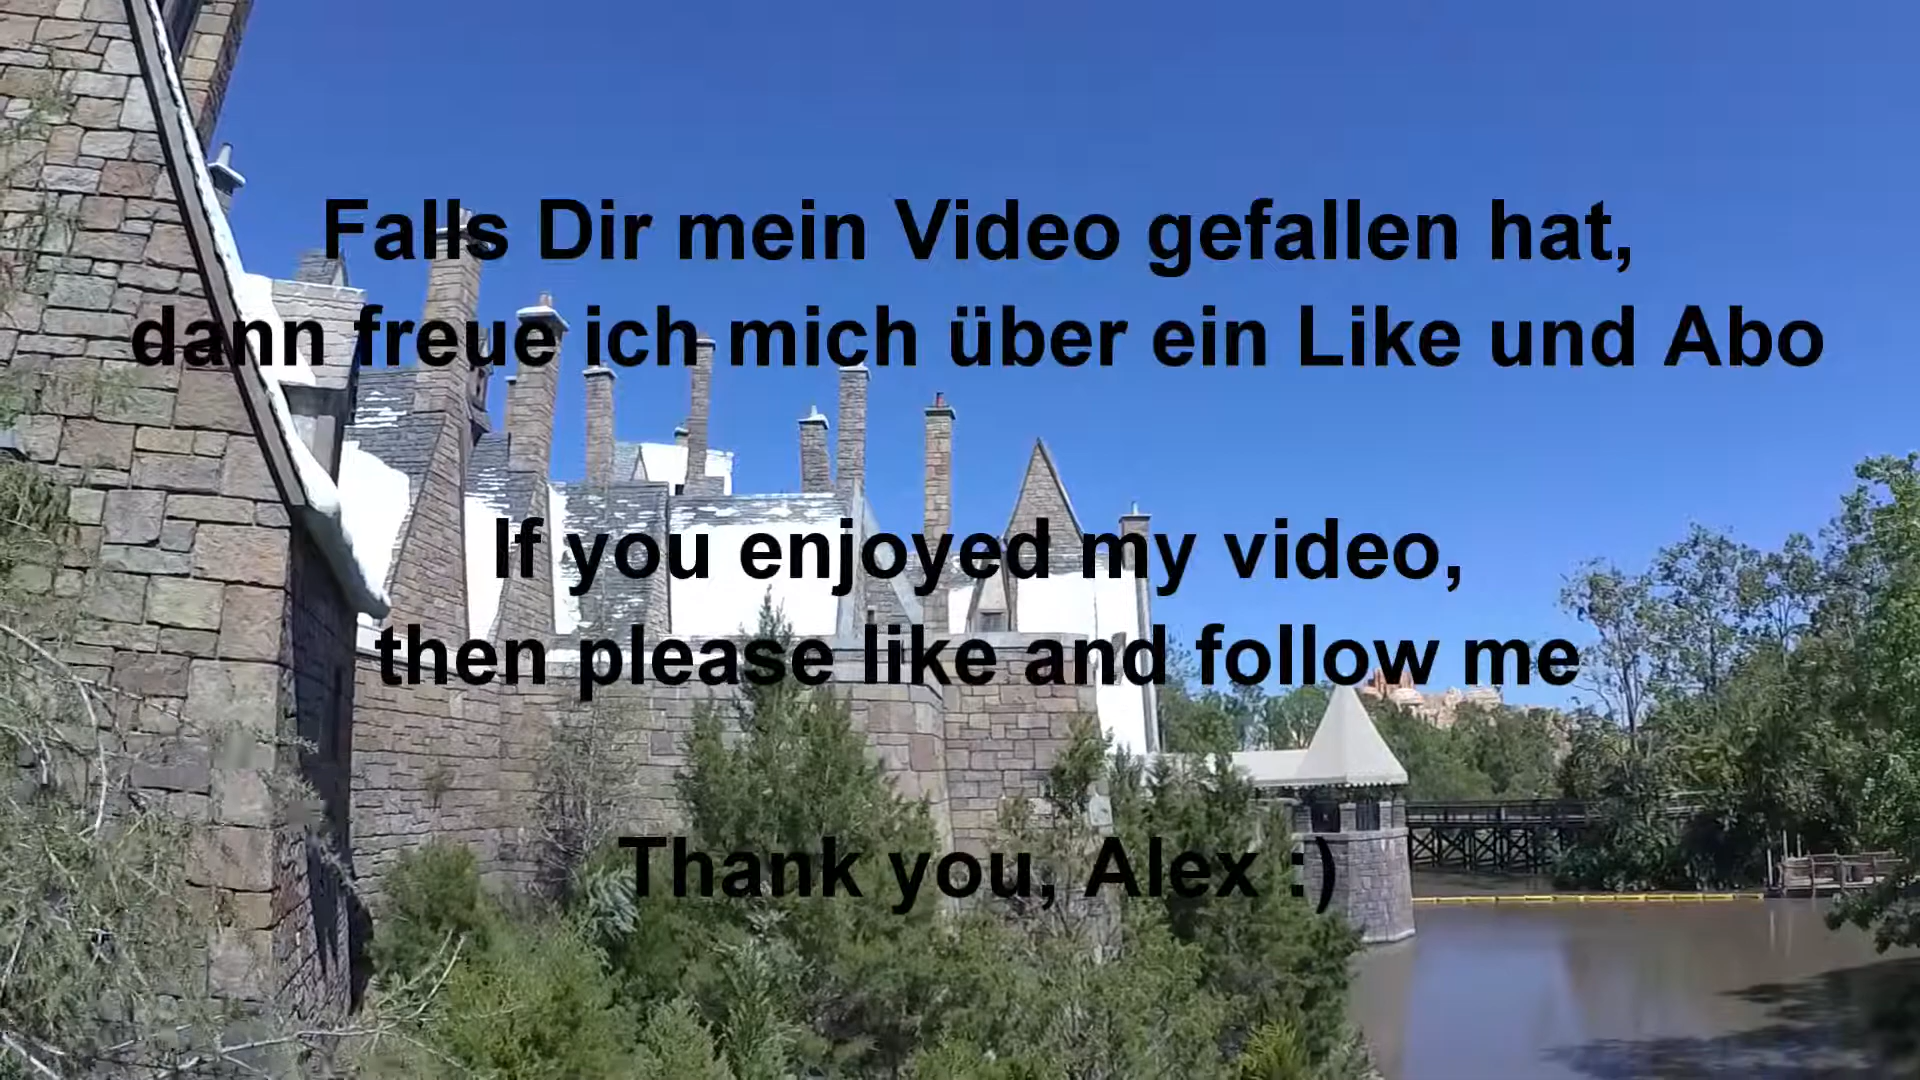 Falls Dir mein Video gefallen hat,
dann freue ich mich über ein Like und Abo
If you enjoyed my video,
then please like and follow me
Thank you, Alex :)